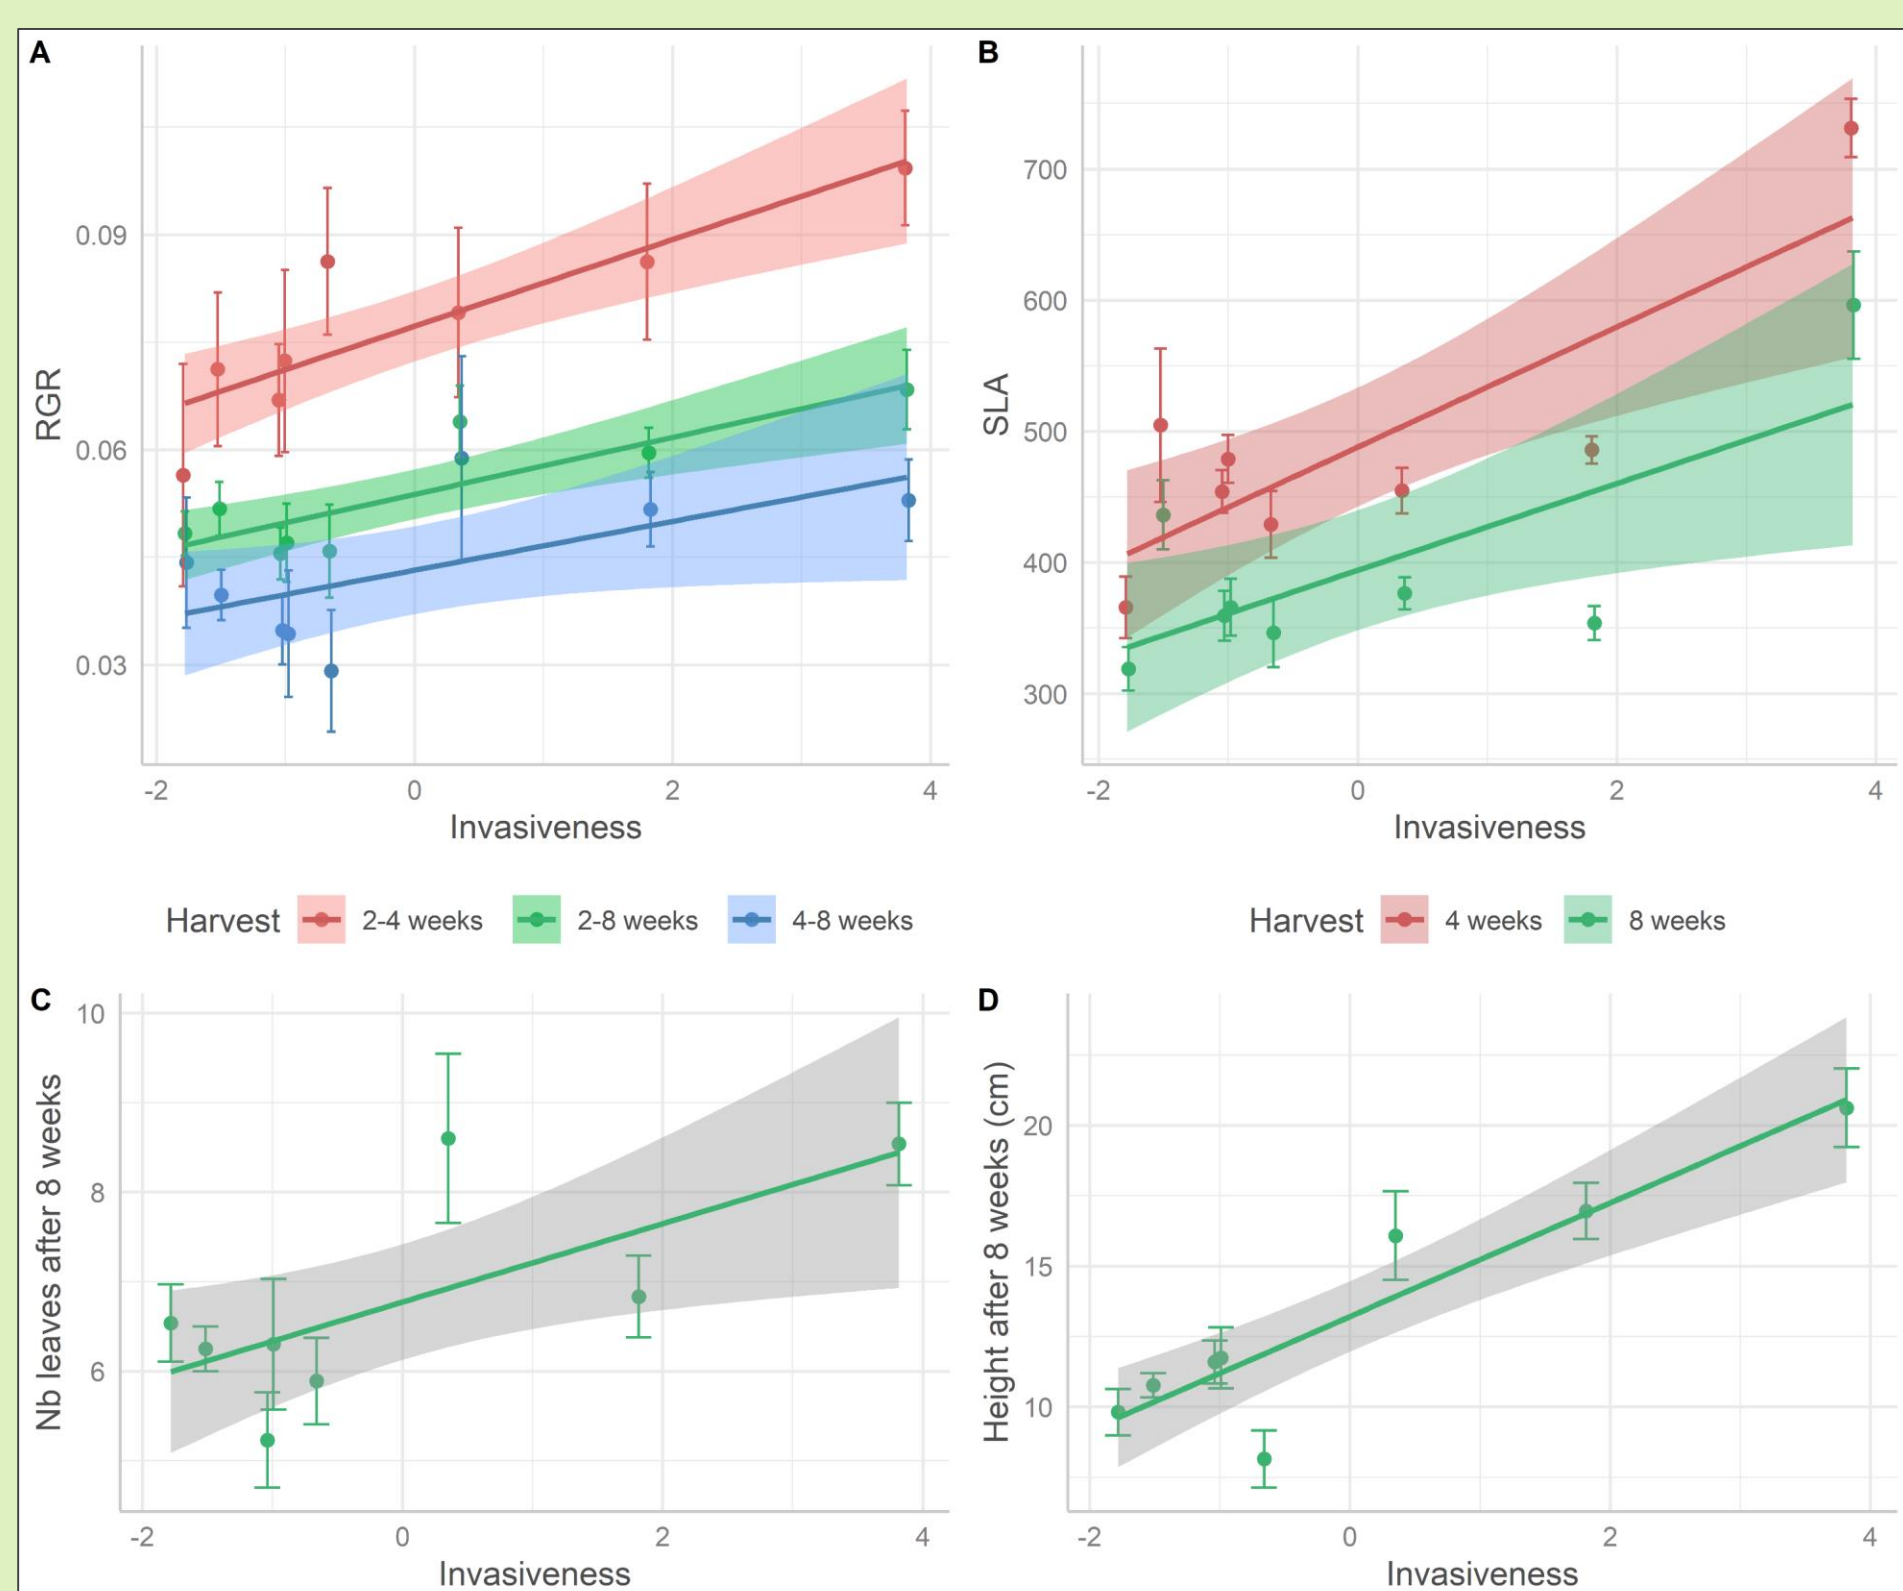 A
B
RGR
0.09
0.06
0.03
-2 0 2 4
Invasiveness
SLA
700
600
500
400
300
-2 0 2 4
Invasiveness
Harvest 2-4 weeks 2-8 weeks 4-8 weeks
Harvest 4 weeks 8 weeks
C
Nb leaves after 8 weeks
10
8
6
-2 0 2 4
Invasiveness
D
Height after 8 weeks (cm)
20
15
10
-2 0 2 4
Invasiveness